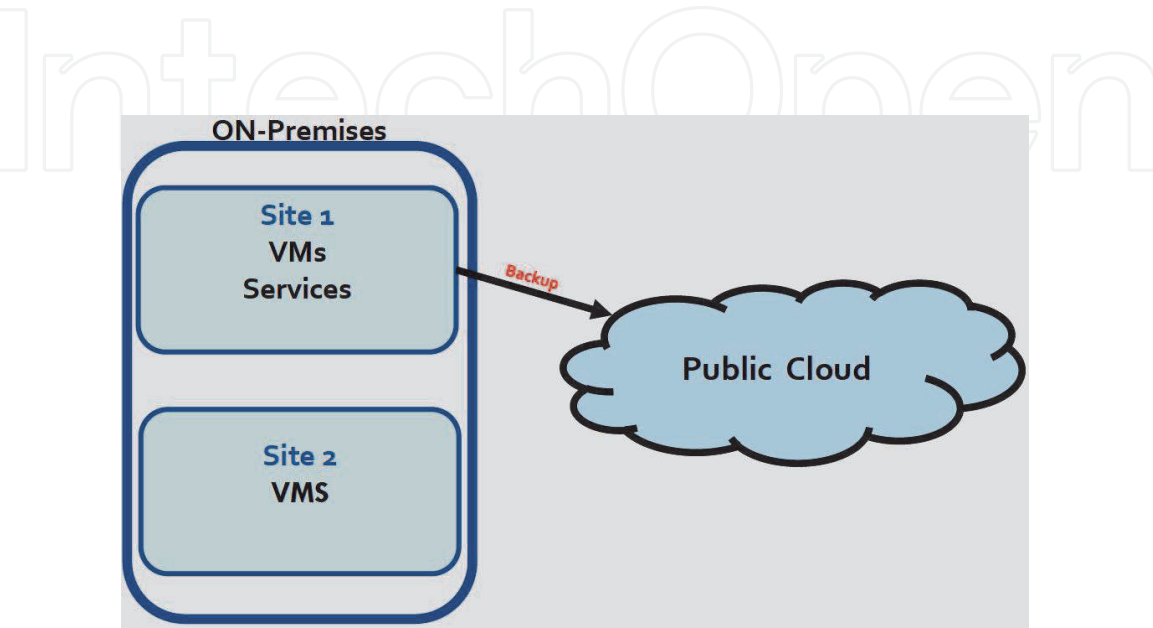 IntechOpen
ON-Premises
Site 1
VMs
Services
Backup
Public Cloud
Site 2
VMS